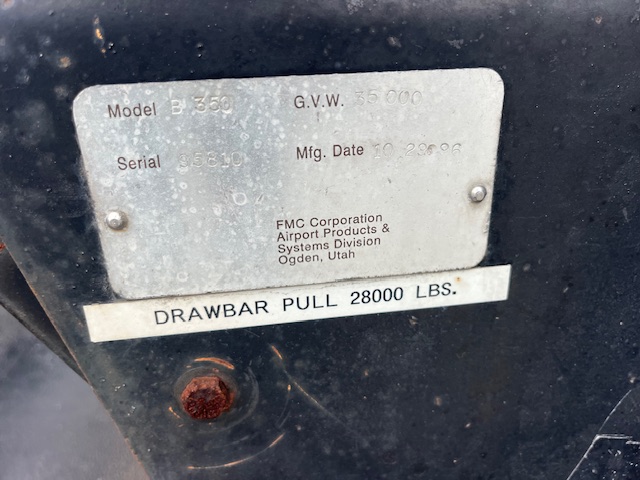 Model B 350 G.V.W. 35 000
Serial Mfg. Date
FMC Corporation
Airport Products &
Systems Division
Ogden, Utah
DRAWBAR PULL 28000 LBS.